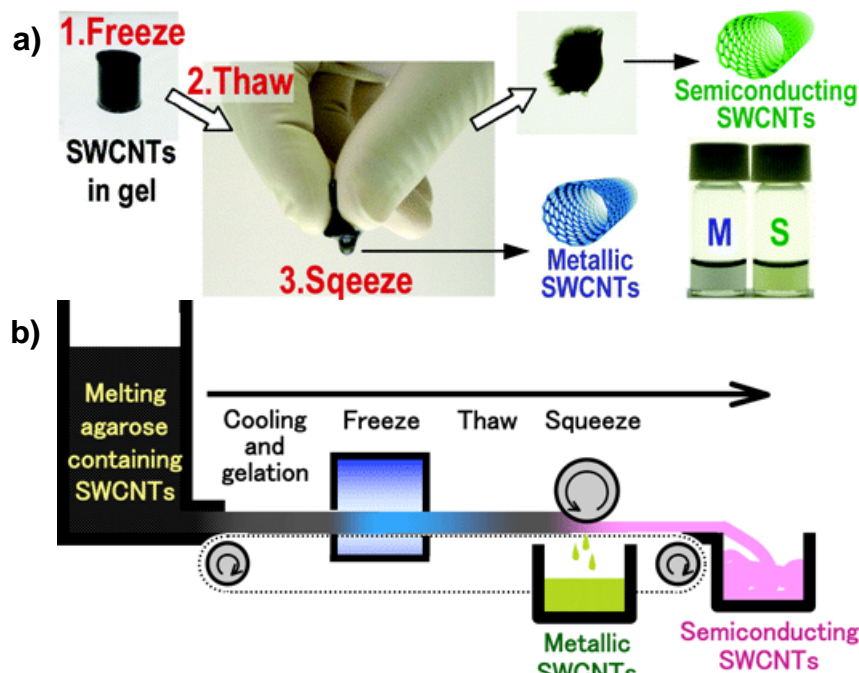 a)
1.Freeze
2.Thaw
SWCNTs
in gel
3.Sqeeze
Semiconducting
SWCNTs
Metallic
SWCNTs
M S
b)
Melting
agarose
containing
SWCNTs
Cooling
and
gelation
Freeze
Thaw
Squeeze
Metallic
SWCNTs
Semiconducting
SWCNTs